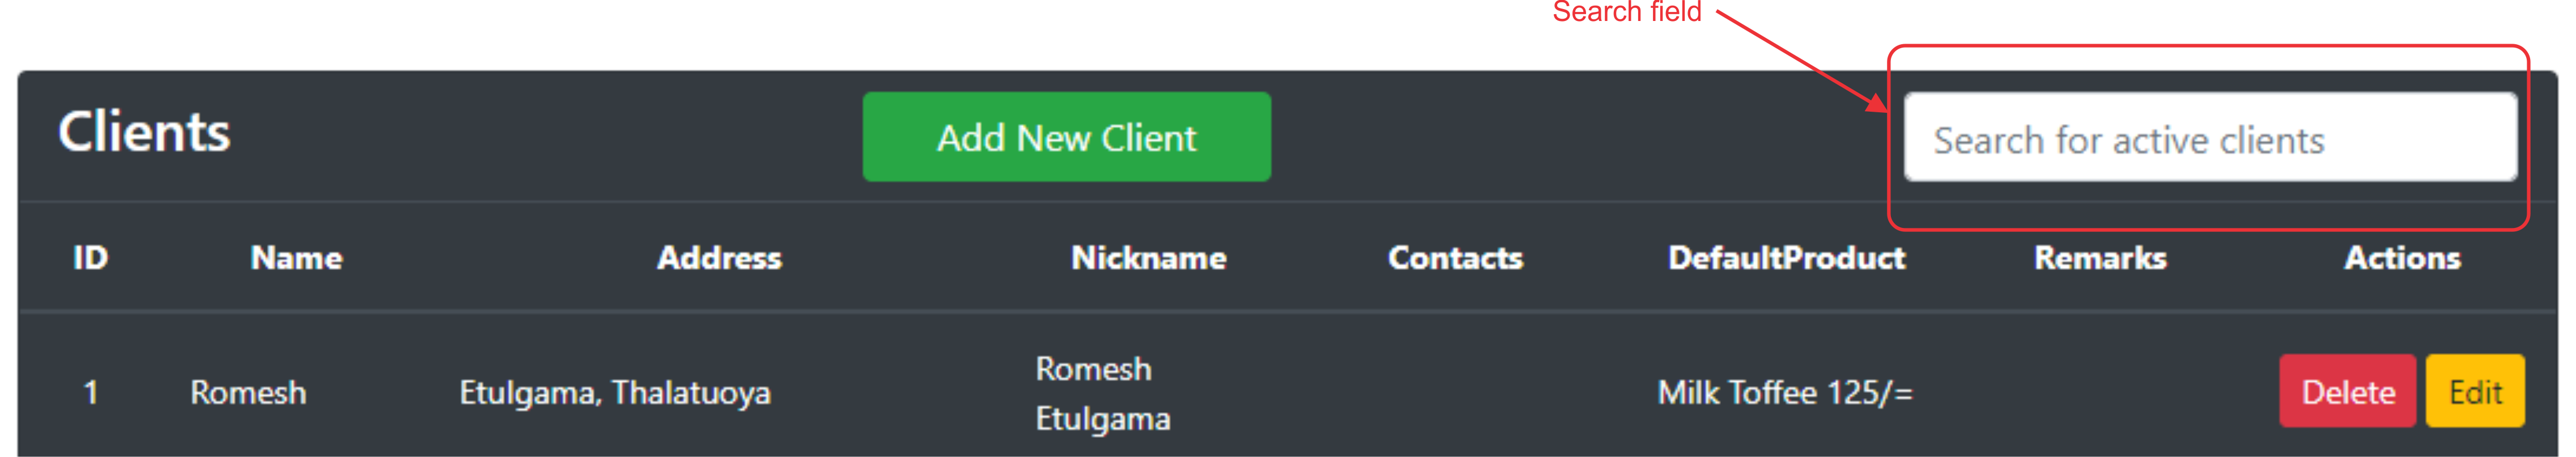 Search field
Clients
Add New Client
Search for active clients
ID Name Address Nickname Contacts DefaultProduct Remarks Actions
1 Romesh Etulgama, Thalatuoya Romesh Etulgama Milk Toffee 125/= Delete Edit